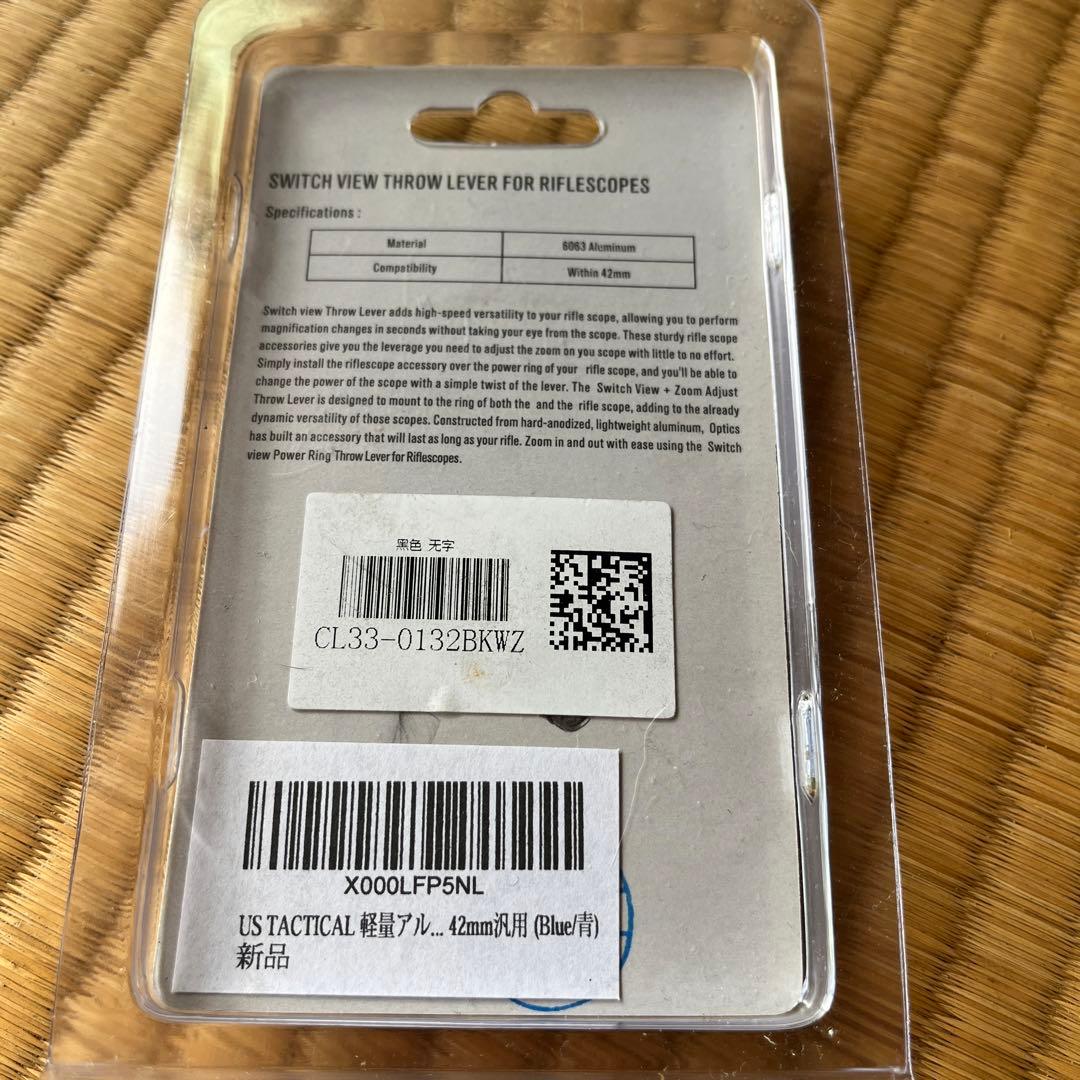 SWITCH VIEW THROW LEVER FOR RIFLESCOPES
Specifications :
Material 6063 Aluminum
Compatibility Within 42mm
Switch view Throw Lever adds high-speed versatility to your rifle scope, allowing you to perform
magnification changes in seconds without taking your eye from the scope. These sturdy rifle scope
accessories give you the leverage you need to adjust the zoom on you scope with little to no effort.
Simply install the riflescope accessory over the power ring of your rifle scope, and you'll be able to
change the power of the scope with a simple twist of the lever. The Switch View + Zoom Adjust
Throw Lever is designed to mount to the ring of both the and the rifle scope, adding to the already
dynamic versatility of those scopes. Constructed from hard-anodized, lightweight aluminum, Optics
has built an accessory that will last as long as your rifle. Zoom in and out with ease using the Switch
view Power Ring Throw Lever for Riflescopes.
黑色 无字
CL33-0132BKWZ
X000LFP5NL
US TACTICAL 軽量アル... 42mm汎用 (Blue/青)
新品